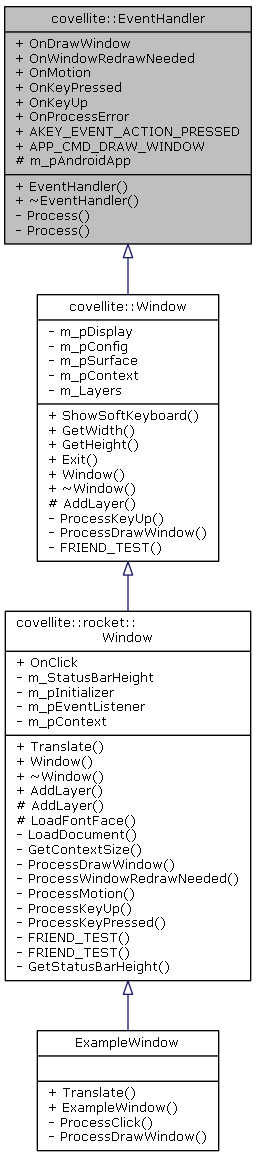 covellite::EventHandler
+ OnDrawWindow
+ OnWindowRedrawNeeded
+ OnMotion
+ OnKeyPressed
+ OnKeyUp
+ OnProcessError
+ AKEY_EVENT_ACTION_PRESSED
+ APP_CMD_DRAW_WINDOW
# m_pAndroidApp
+ EventHandler()
+ ~EventHandler()
- Process()
- Process()
covellite::Window
- m_pDisplay
- m_pConfig
- m_pSurface
- m_pContext
- m_Layers
+ ShowSoftKeyboard()
+ GetWidth()
+ GetHeight()
+ Exit()
+ Window()
+ ~Window()
# AddLayer()
- ProcessKeyUp()
- ProcessDrawWindow()
- FRIEND_TEST()
covellite::rocket::
Window
+ OnClick
- m_StatusBarHeight
- m_pInitializer
- m_pEventListener
- m_pContext
+ Translate()
+ Window()
+ ~Window()
+ AddLayer()
# AddLayer()
# LoadFontFace()
- LoadDocument()
- GetContextSize()
- ProcessDrawWindow()
- ProcessWindowRedrawNeeded()
- ProcessMotion()
- ProcessKeyUp()
- ProcessKeyPressed()
- FRIEND_TEST()
- FRIEND_TEST()
- GetStatusBarHeight()
ExampleWindow
+ Translate()
+ ExampleWindow()
- ProcessClick()
- ProcessDrawWindow()